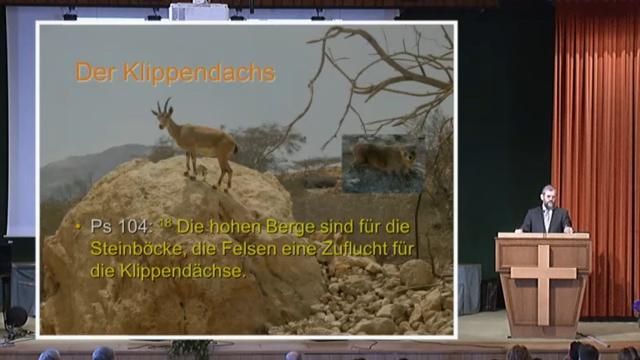 Der Klippendachs
• Ps 104: 18 Die hohen Berge sind für die
Steinböcke, die Felsen eine Zuflucht für
die Klippendächse.